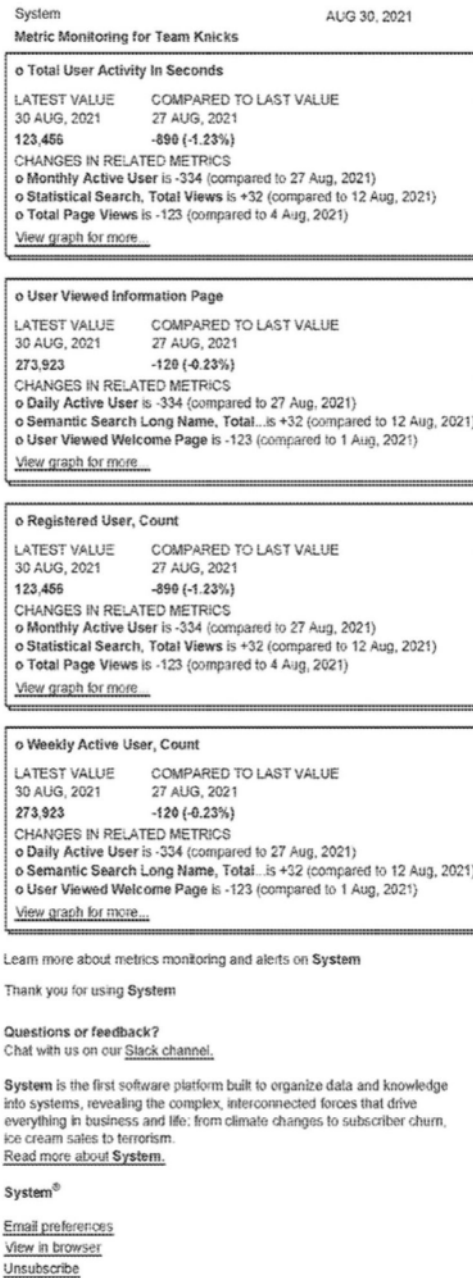 System AUG 30, 2021
Metric Monitoring for Team Knicks
o Total User Activity In Seconds
LATEST VALUE COMPARED TO LAST VALUE
30 AUG, 2021 27 AUG, 2021
123,456 -890 (-1.23%)
CHANGES IN RELATED METRICS
o Monthly Active User is -334 (compared to 27 Aug, 2021)
o Statistical Search, Total Views is +32 (compared to 12 Aug, 2021)
o Total Page Views is -123 (compared to 4 Aug, 2021)
View graph for more...
o User Viewed Information Page
LATEST VALUE COMPARED TO LAST VALUE
30 AUG, 2021 27 AUG, 2021
273,923 -120 (-0.23%)
CHANGES IN RELATED METRICS
o Daily Active User is -334 (compared to 27 Aug, 2021)
o Semantic Search Long Name, Total...is +32 (compared to 12 Aug, 2021)
o User Viewed Welcome Page is -123 (compared to 1 Aug, 2021)
View graph for more...
o Registered User, Count
LATEST VALUE COMPARED TO LAST VALUE
30 AUG, 2021 27 AUG, 2021
123,456 -890 (-1.23%)
CHANGES IN RELATED METRICS
o Monthly Active User is -334 (compared to 27 Aug, 2021)
o Statistical Search, Total Views is +32 (compared to 12 Aug, 2021)
o Total Page Views is -123 (compared to 4 Aug, 2021)
View graph for more...
o Weekly Active User, Count
LATEST VALUE COMPARED TO LAST VALUE
30 AUG, 2021 27 AUG, 2021
273,923 -120 (-0.23%)
CHANGES IN RELATED METRICS
o Daily Active User is -334 (compared to 27 Aug, 2021)
o Semantic Search Long Name, Total...is +32 (compared to 12 Aug, 2021)
o User Viewed Welcome Page is -123 (compared to 1 Aug, 2021)
View graph for more...
Learn more about metrics monitoring and alerts on System
Thank you for using System
Questions or feedback?
Chat with us on our Slack channel.
System is the first software platform built to organize data and knowledge
into systems, revealing the complex, interconnected forces that drive
everything in business and life: from climate changes to subscriber churn,
ice cream sales to terrorism.
Read more about System.
System®
Email preferences
View in browser
Unsubscribe